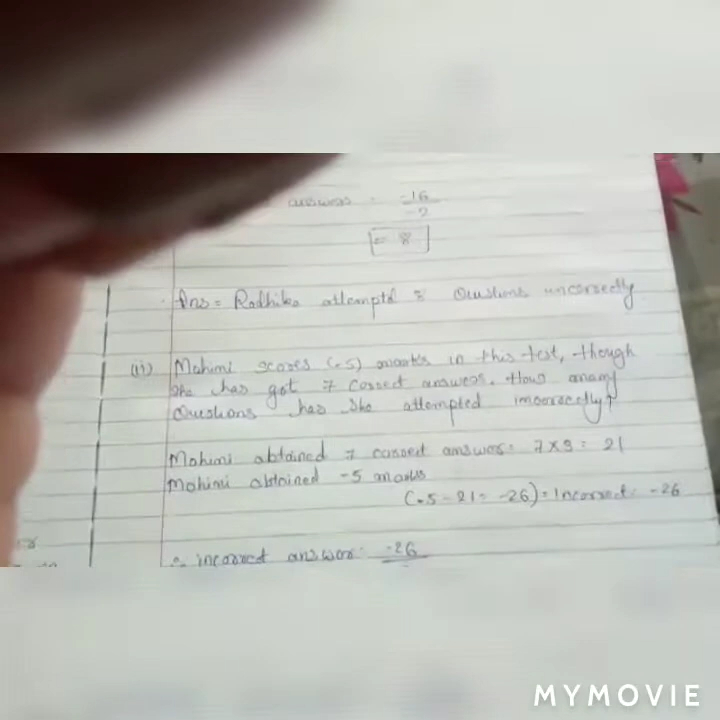 answers = -16
-2
= 8
Ans = Radhika attempted 8 Questions incorrectly
(ii) Mohini scores (-5) marks in this test, though
she has got 7 correct answers. How many
Questions has she attempted incorrectly?
Mohini obtained 7 correct answers = 7 x 3 = 21
Mohini obtained -5 marks
(-5 - 21 = -26) = Incorrect = -26
∴ incorrect answer = -26
MYMOVIE